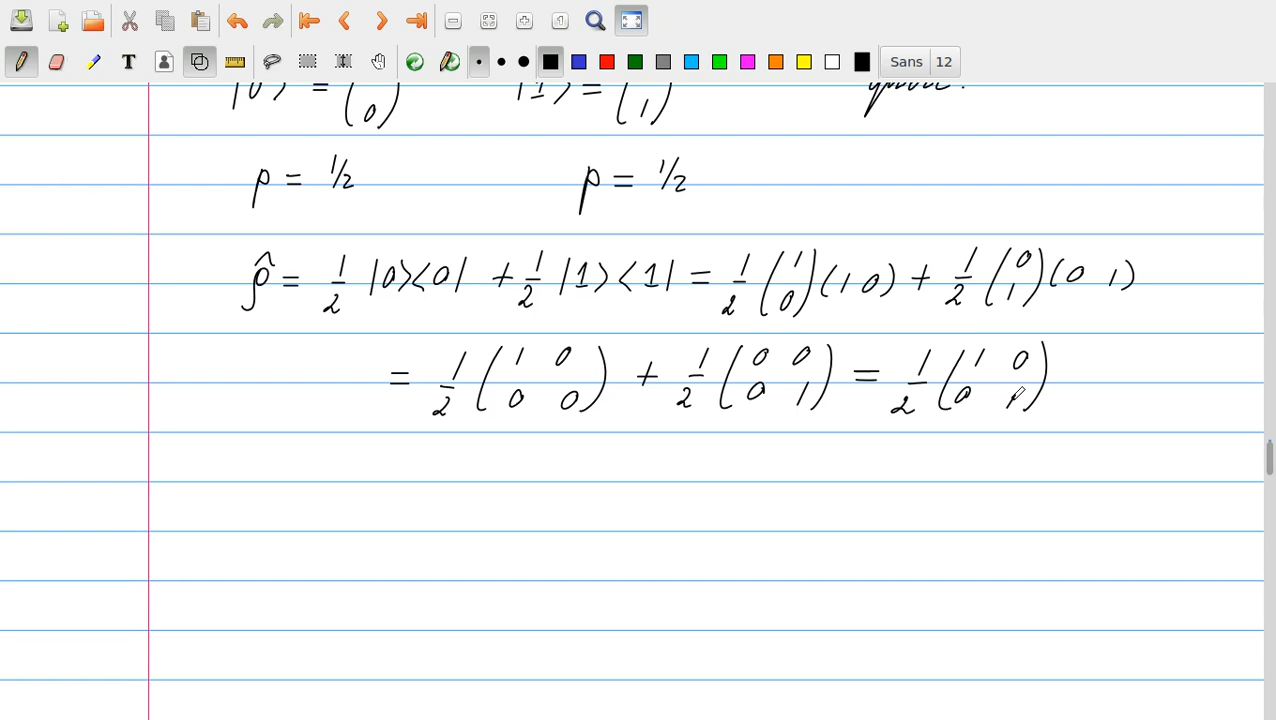 Sans 12
|0⟩ = ( 0) |1⟩ = ( 1)
p = 1/2 p = 1/2
ρ̂ = 1/2 |0><0| + 1/2 |1><1| = 1/2 (1 0) (1 0) + 1/2 (0 1) (0 1)
= 1/2 (1 0 0 0) + 1/2 (0 0 0 1) = 1/2 (1 0 0 1)